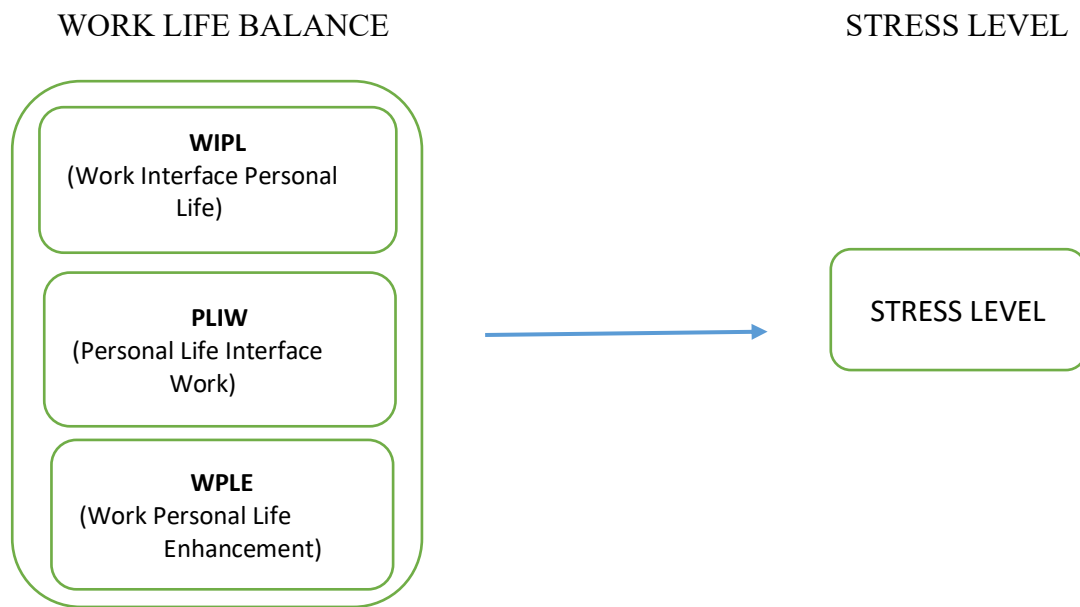 WORK LIFE BALANCE
STRESS LEVEL
WIPL
(Work Interface Personal
Life)
PLIW
(Personal Life Interface
Work)
WPLE
(Work Personal Life
Enhancement)
STRESS LEVEL